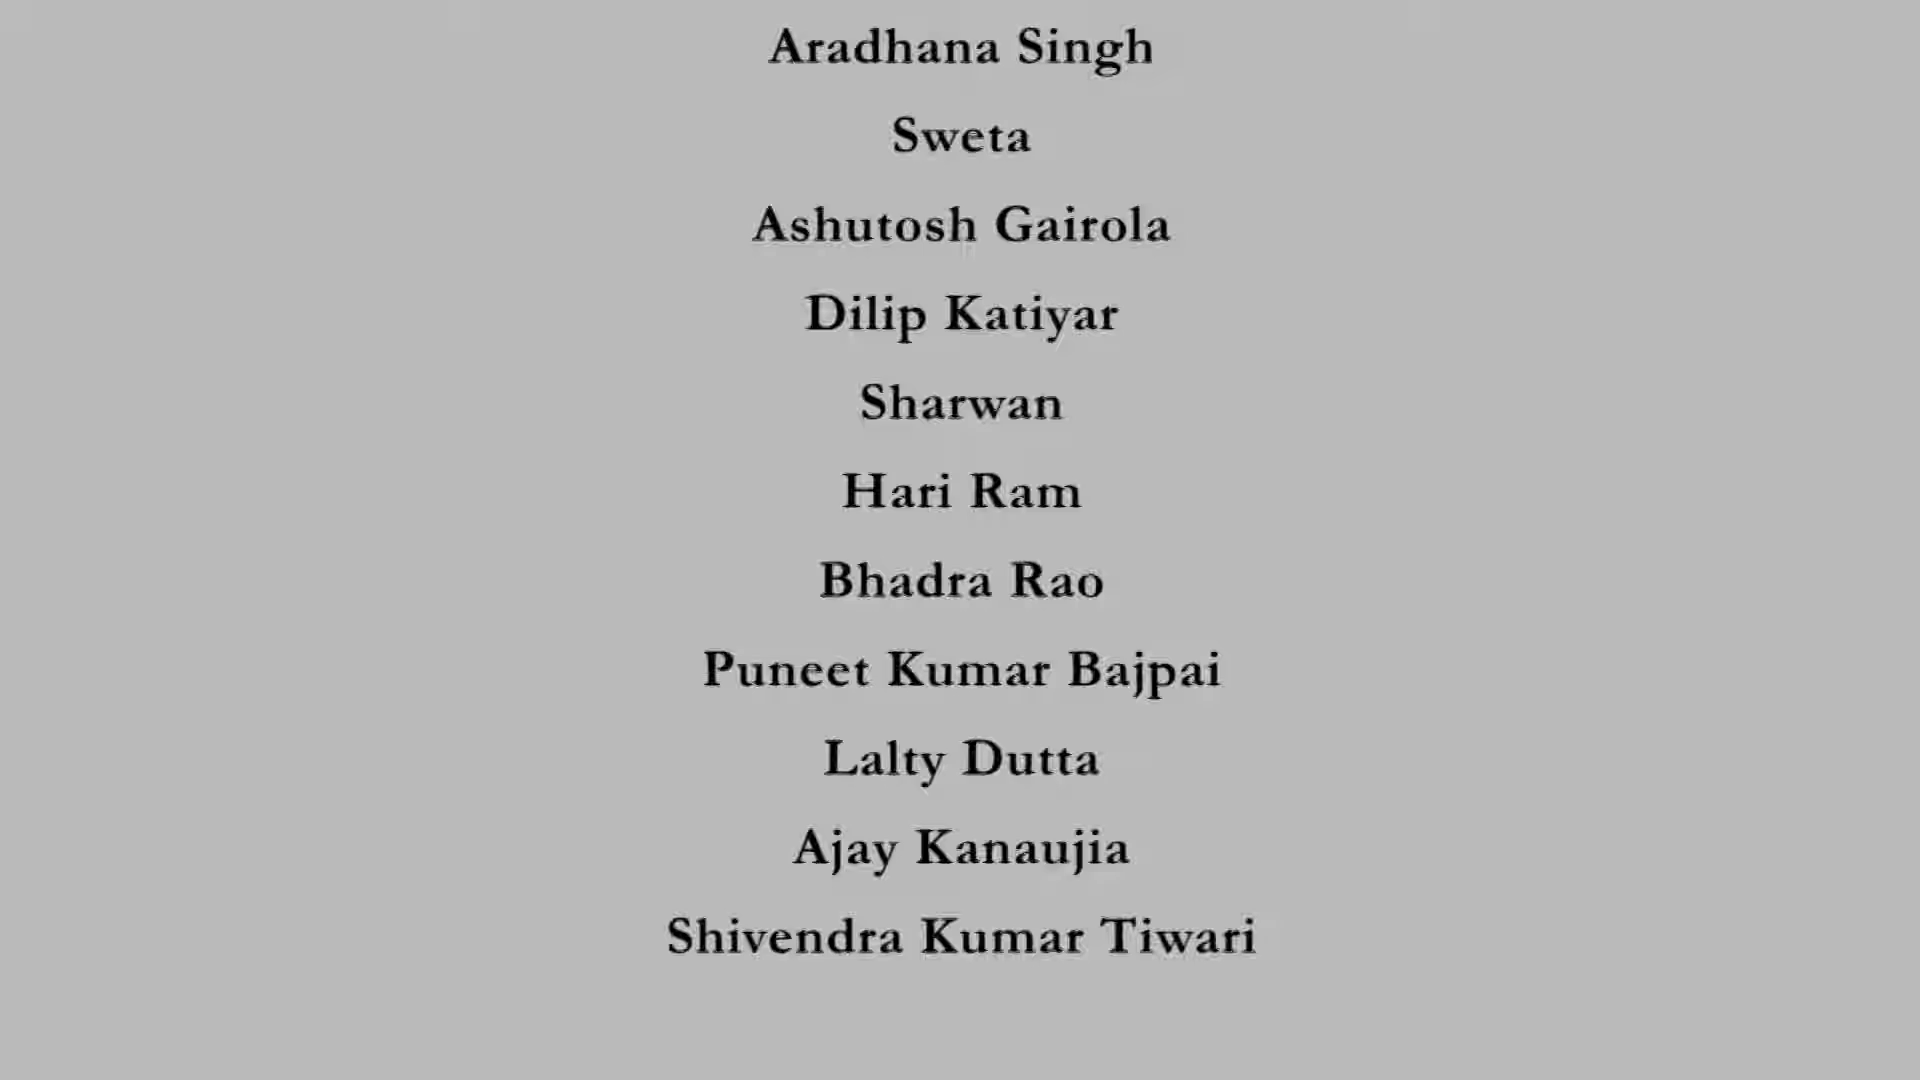 Aradhana Singh
Sweta
Ashutosh Gairola
Dilip Katiyar
Sharwan
Hari Ram
Bhadra Rao
Puneet Kumar Bajpai
Lalty Dutta
Ajay Kanaujia
Shivendra Kumar Tiwari